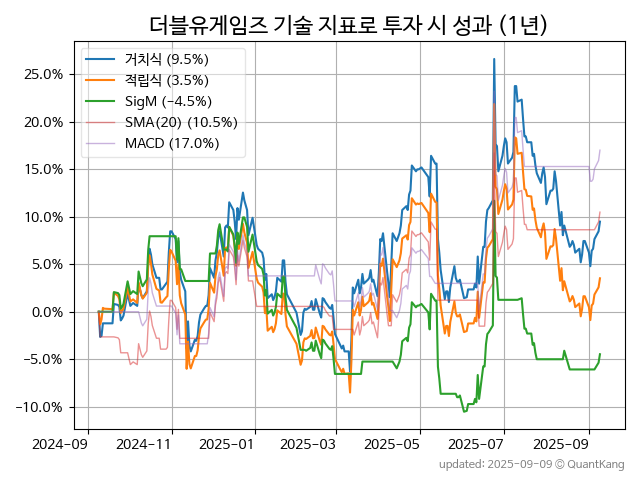 더블유게임즈 기술 지표로 투자 시 성과 (1년)
거치식 (9.5%)
적립식 (3.5%)
SigM (−4.5%)
SMA(20) (10.5%)
MACD (17.0%)
25.0%
20.0%
15.0%
10.0%
5.0%
0.0%
−5.0%
−10.0%
2024-09 2024-11 2025-01 2025-03 2025-05 2025-07 2025-09
updated: 2025-09-09 ⓒ QuantKang